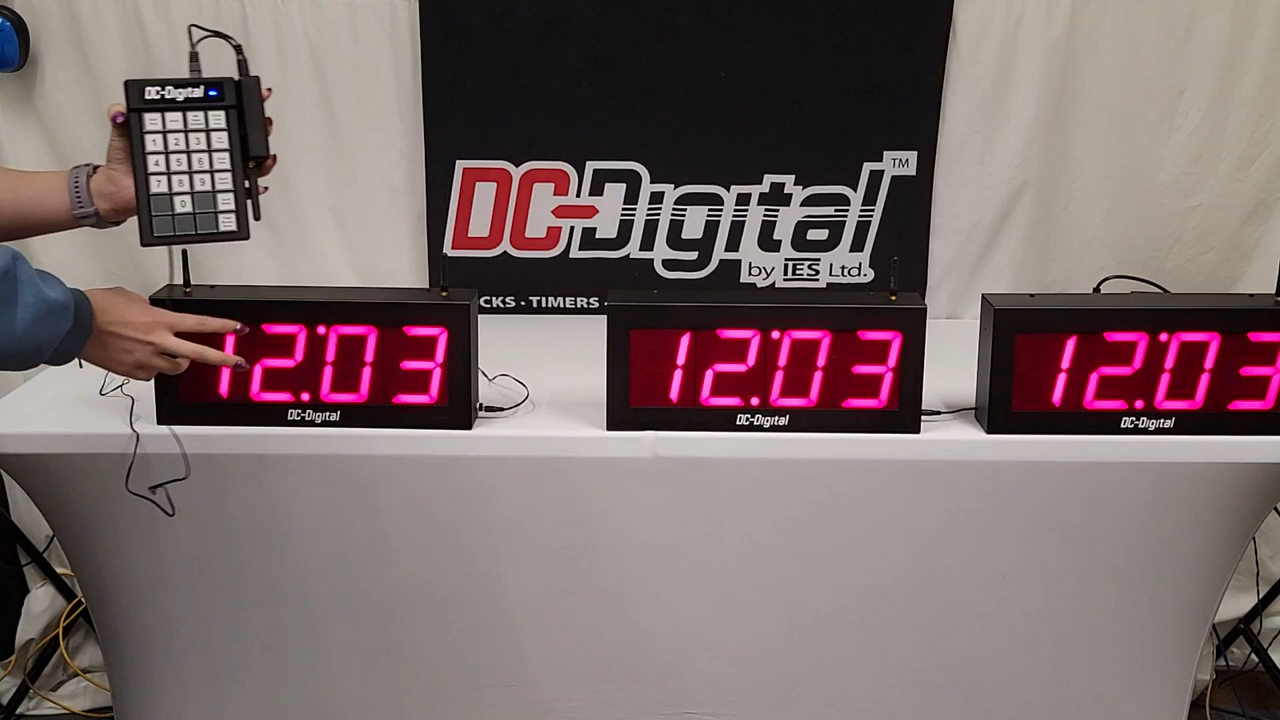 DC-Digital
1 2 3
4 5 6
7 8 9
0
DC-Digital™
by IES Ltd.
CKS · TIMERS ·
12:03
DC-Digital
12:03
DC-Digital
12:03
DC-Digital